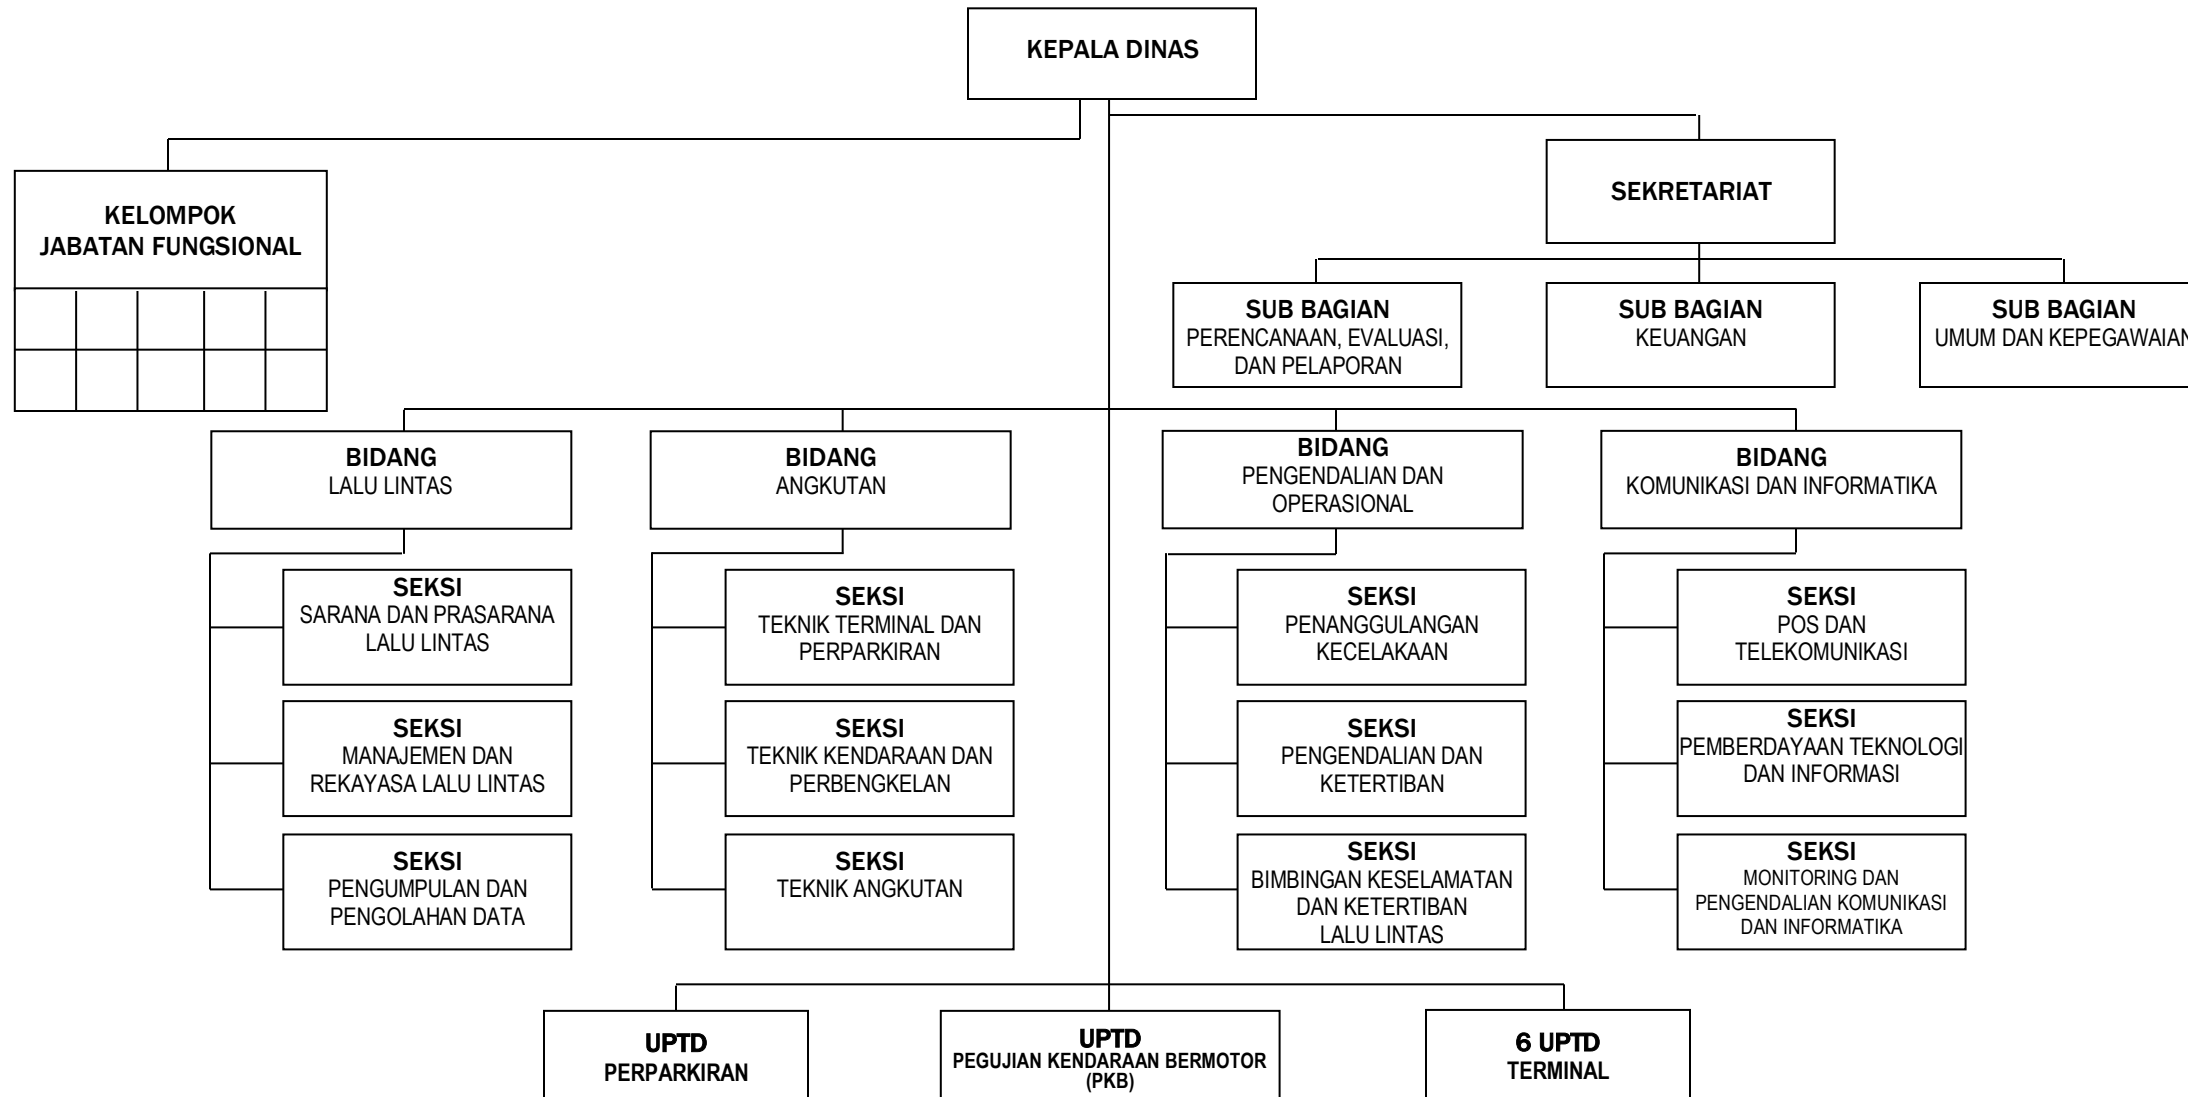 KEPALA DINAS
SEKRETARIAT
KELOMPOK
JABATAN FUNGSIONAL
SUB BAGIAN
PERENCANAAN, EVALUASI,
DAN PELAPORAN
SUB BAGIAN
KEUANGAN
SUB BAGIAN
UMUM DAN KEPEGAWAIAN
BIDANG
LALU LINTAS
BIDANG
ANGKUTAN
BIDANG
PENGENDALIAN DAN
OPERASIONAL
BIDANG
KOMUNIKASI DAN INFORMATIKA
SEKSI
SARANA DAN PRASARANA
LALU LINTAS
SEKSI
TEKNIK TERMINAL DAN
PERPARKIRAN
SEKSI
PENANGGULANGAN
KECELAKAAN
SEKSI
POS DAN
TELEKOMUNIKASI
SEKSI
MANAJEMEN DAN
REKAYASA LALU LINTAS
SEKSI
TEKNIK KENDARAAN DAN
PERBENGKELAN
SEKSI
PENGENDALIAN DAN
KETERTIBAN
SEKSI
PEMBERDAYAAN TEKNOLOGI
DAN INFORMASI
SEKSI
PENGUMPULAN DAN
PENGOLAHAN DATA
SEKSI
TEKNIK ANGKUTAN
SEKSI
BIMBINGAN KESELAMATAN
DAN KETERTIBAN
LALU LINTAS
SEKSI
MONITORING DAN
PENGENDALIAN KOMUNIKASI
DAN INFORMATIKA
UPTD
PERPARKIRAN
UPTD
PEGUJIAN KENDARAAN BERMOTOR
(PKB)
6 UPTD
TERMINAL